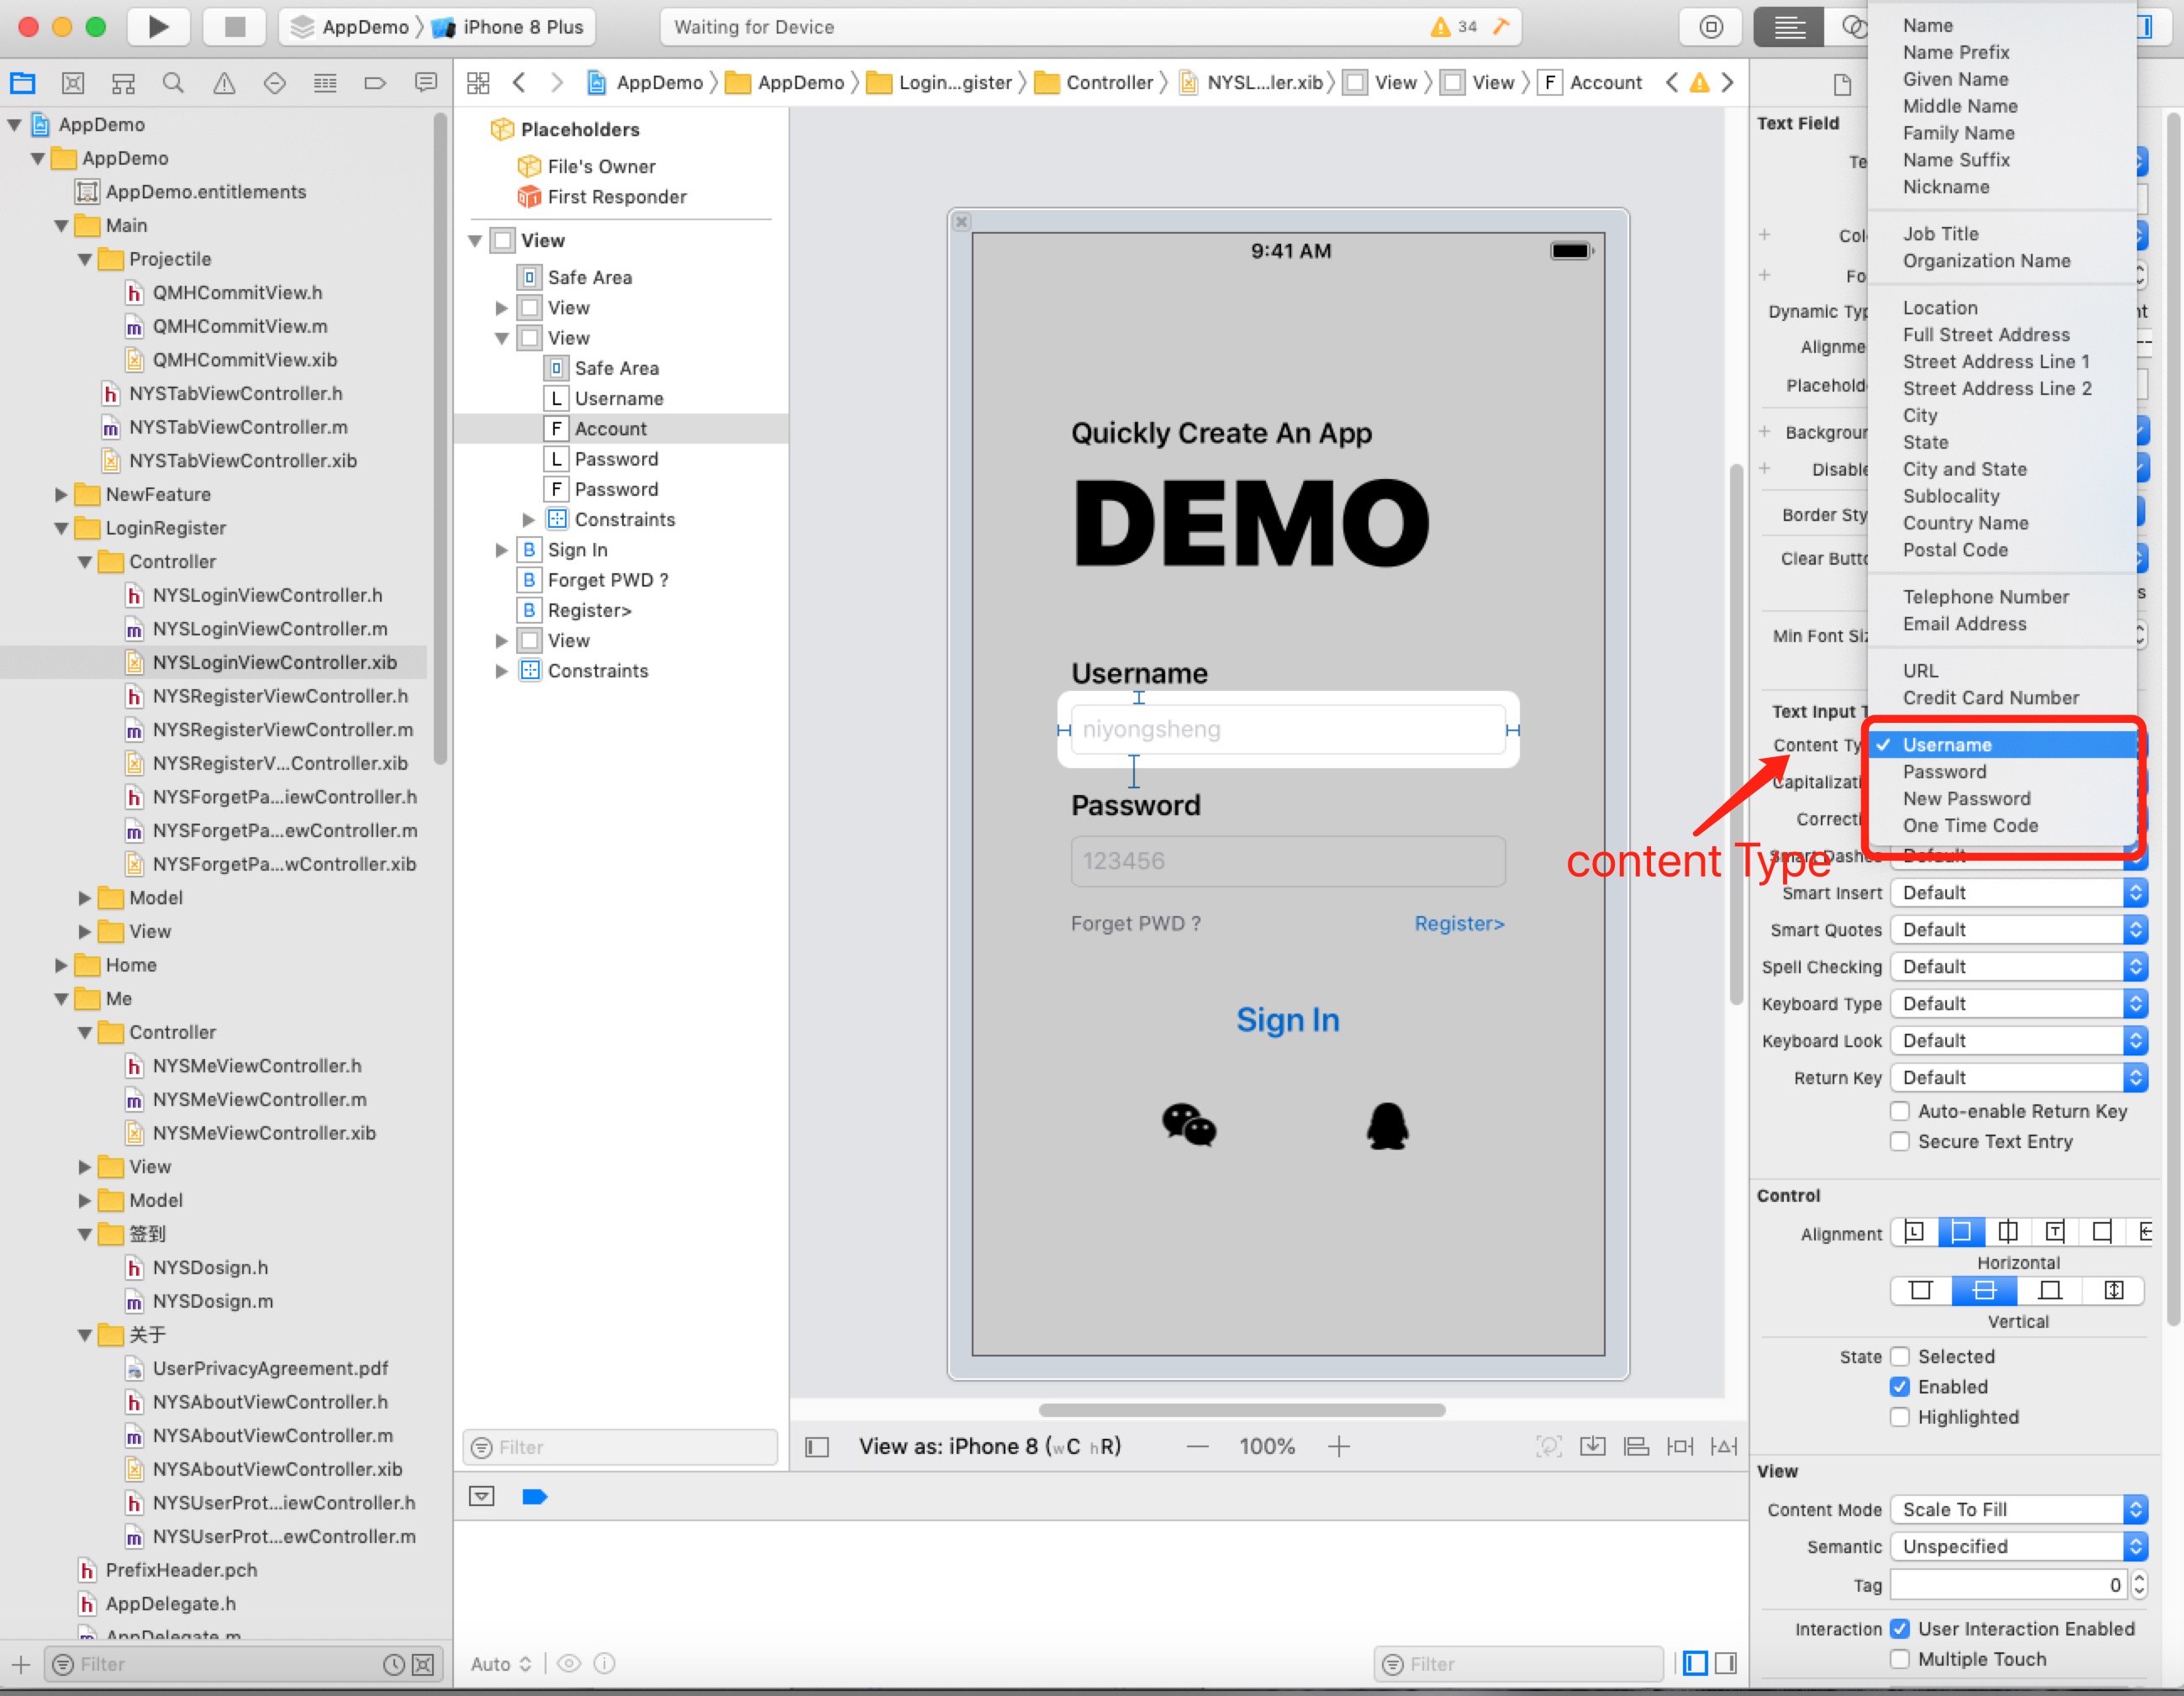 AppDemo 〉 iPhone 8 Plus
Waiting for Device
34
AppDemo 〉 AppDemo 〉 Login...gister 〉 Controller 〉 NYSL...ler.xib 〉 View 〉 View 〉 F Account
AppDemo
AppDemo
AppDemo.entitlements
Main
Projectile
h QMHCommitView.h
m QMHCommitView.m
QMHCommitView.xib
h NYSTabViewController.h
m NYSTabViewController.m
NYSTabViewController.xib
NewFeature
LoginRegister
Controller
h NYSLoginViewController.h
m NYSLoginViewController.m
NYSLoginViewController.xib
h NYSRegisterViewController.h
m NYSRegisterViewController.m
NYSRegisterV...Controller.xib
h NYSForgetPa...iewController.h
m NYSForgetPa...ewController.m
NYSForgetPa...wController.xib
Model
View
Home
Me
Controller
h NYSMeViewController.h
m NYSMeViewController.m
NYSMeViewController.xib
View
Model
签到
h NYSDosign.h
m NYSDosign.m
关于
UserPrivacyAgreement.pdf
h NYSAboutViewController.h
m NYSAboutViewController.m
NYSAboutViewController.xib
h NYSUserProt...iewController.h
m NYSUserProt...ewController.m
h PrefixHeader.pch
h AppDelegate.h
m AppDelegate.m
Filter
Placeholders
File's Owner
First Responder
View
Safe Area
View
View
Safe Area
L Username
F Account
L Password
F Password
Constraints
B Sign In
B Forget PWD ?
B Register>
View
Constraints
Filter
9:41 AM
Quickly Create An App
DEMO
Username
niyongsheng
Password
123456
Forget PWD ?
Register>
Sign In
View as: iPhone 8 (wC hR)
100%
Auto
Filter
content Type
Text Field
Te
Col
Fo
Dynamic Typ
nt
Alignme
Placehold
Backgroun
Disable
Border Sty
Clear Butto
s
Min Font Siz
Text Input T
Content Ty
Capitalizati
Correcti
Smart Dashes Default
Smart Insert Default
Smart Quotes Default
Spell Checking Default
Keyboard Type Default
Keyboard Look Default
Return Key Default
Auto-enable Return Key
Secure Text Entry
Control
Alignment
Horizontal
Vertical
State Selected
Enabled
Highlighted
View
Content Mode Scale To Fill
Semantic Unspecified
Tag 0
Interaction User Interaction Enabled
Multiple Touch
Name
Name Prefix
Given Name
Middle Name
Family Name
Name Suffix
Nickname
Job Title
Organization Name
Location
Full Street Address
Street Address Line 1
Street Address Line 2
City
State
City and State
Sublocality
Country Name
Postal Code
Telephone Number
Email Address
URL
Credit Card Number
✓ Username
Password
New Password
One Time Code